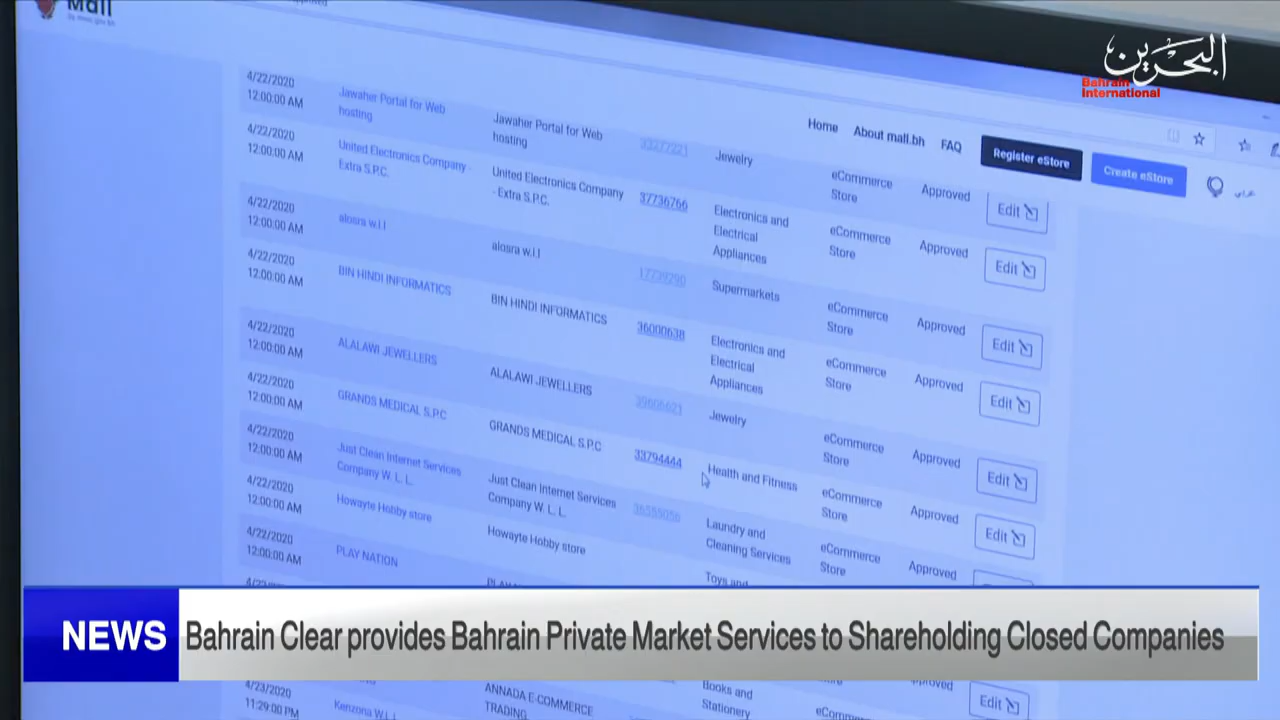 Mall
البحرين
Bahrain
International
Home
About mall.bh
FAQ
Register eStore
Create eStore
عربي
4/22/2020
12:00:00 AM
Jawaher Portal for Web
hosting
Jawaher Portal for Web
hosting
Jewelry
eCommerce
Store
Approved
Edit
4/22/2020
12:00:00 AM
United Electronics Company -
Extra S.P.C.
United Electronics Company
- Extra S.P.C.
37736766
Electronics and
Electrical
Appliances
eCommerce
Store
Approved
Edit
4/22/2020
12:00:00 AM
alosra w.l.l
alosra w.l.l
17739290
Supermarkets
eCommerce
Store
Approved
Edit
4/22/2020
12:00:00 AM
BIN HINDI INFORMATICS
BIN HINDI INFORMATICS
36000638
Electronics and
Electrical
Appliances
eCommerce
Store
Approved
Edit
4/22/2020
12:00:00 AM
ALALAWI JEWELLERS
ALALAWI JEWELLERS
Jewelry
eCommerce
Store
Approved
Edit
4/22/2020
12:00:00 AM
GRANDS MEDICAL S.P.C
GRANDS MEDICAL S.P.C
33794444
Health and Fitness
eCommerce
Store
Approved
Edit
4/22/2020
12:00:00 AM
Just Clean Internet Services
Company W. L. L.
Just Clean Internet Services
Company W. L. L.
Laundry and
Cleaning Services
eCommerce
Store
Approved
4/22/2020
12:00:00 AM
Howayte Hobby store
Howayte Hobby store
Toys and
4/22/2020
12:00:00 AM
PLAY NATION
NEWS
Bahrain Clear provides Bahrain Private Market Services to Shareholding Closed Companies
4/23/2020
11:29:00 PM
Kenzona W.L.L
ANNADA E-COMMERCE
TRADING
Books and
Stationery
Approved
Edit